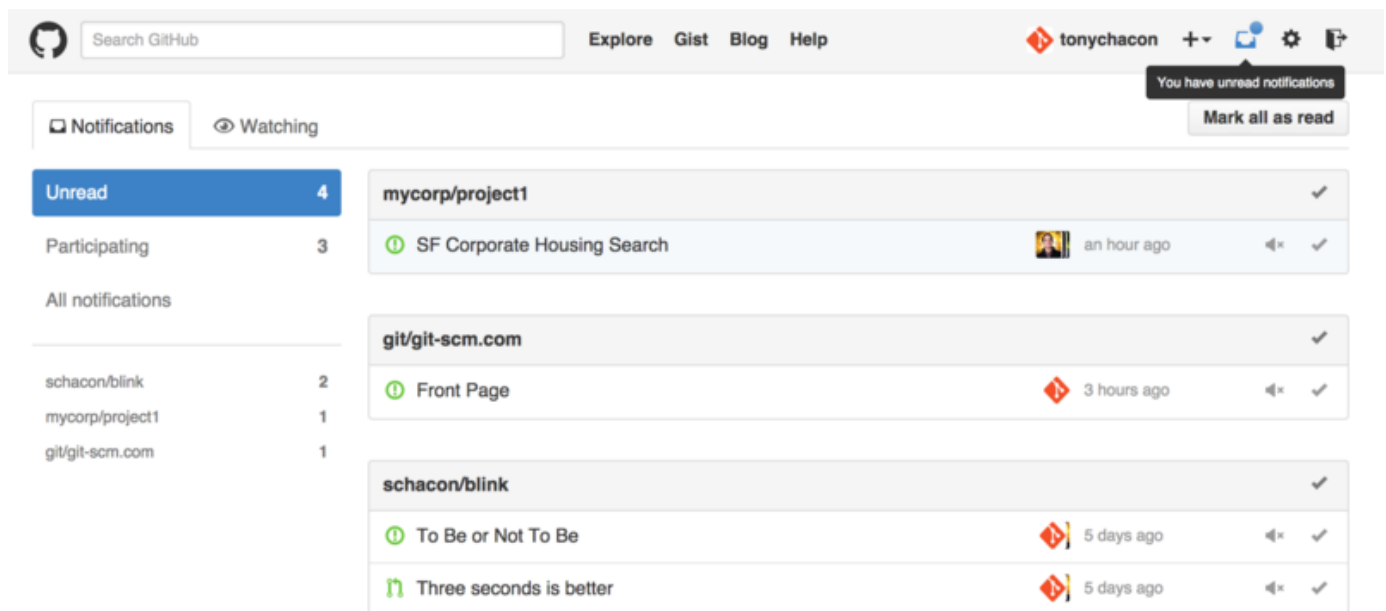 Search GitHub Explore Gist Blog Help tonychacon
You have unread notifications
Notifications Watching Mark all as read
Unread 4
Participating 3
All notifications
schacon/blink 2
mycorp/project1 1
git/git-scm.com 1
mycorp/project1
SF Corporate Housing Search an hour ago
git/git-scm.com
Front Page 3 hours ago
schacon/blink
To Be or Not To Be 5 days ago
Three seconds is better 5 days ago